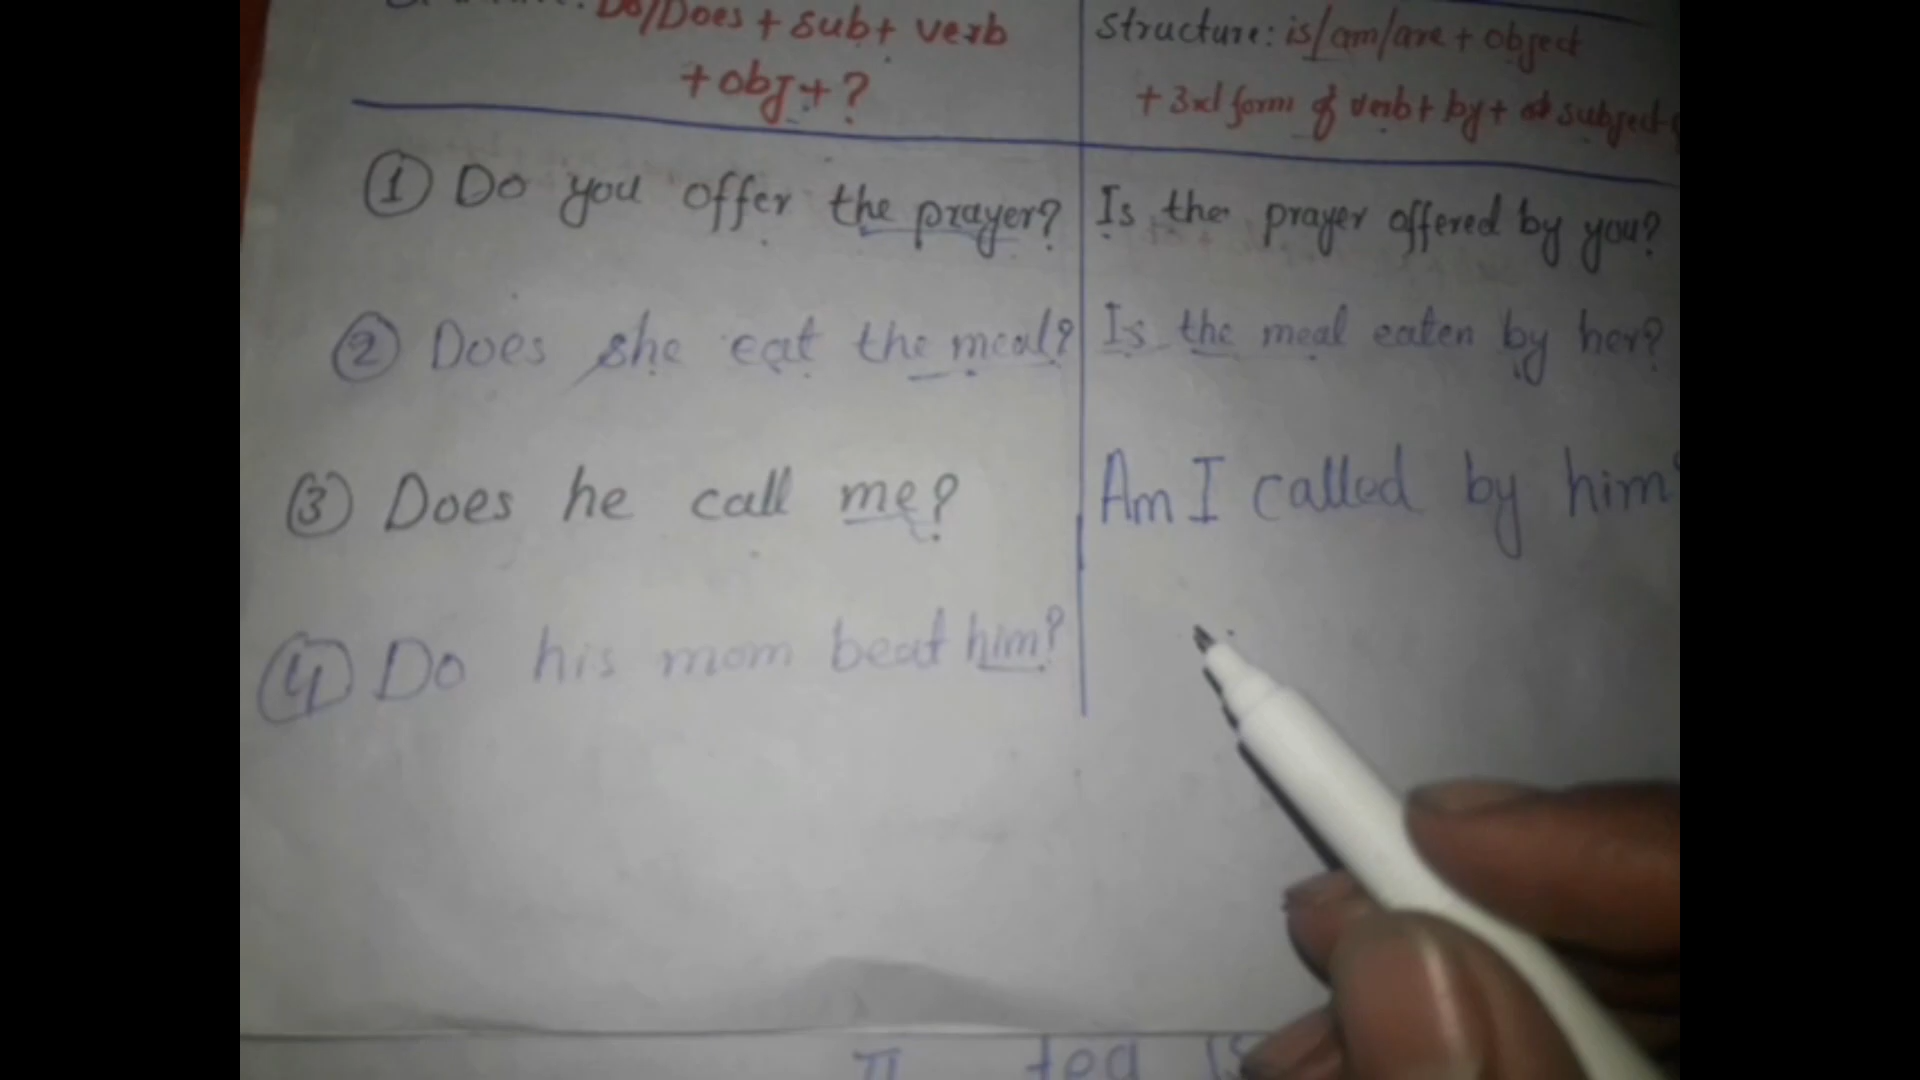 Do/Does + sub + verb
+ obj + ?
structure: is/am/are + object
+ 3rd form of verb + by + subject
① Do you offer the prayer?
Is the prayer offered by you?
② Does she eat the meal?
Is the meal eaten by her?
③ Does he call me?
Am I called by him?
④ Do his mom beat him?